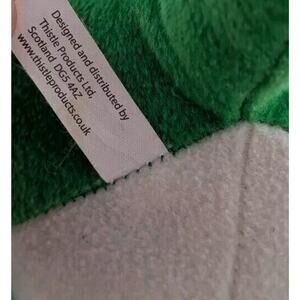 Designed and distributed by
Thistle Products Ltd,
Scotland DG5 4AZ
www.thistleproducts.co.uk